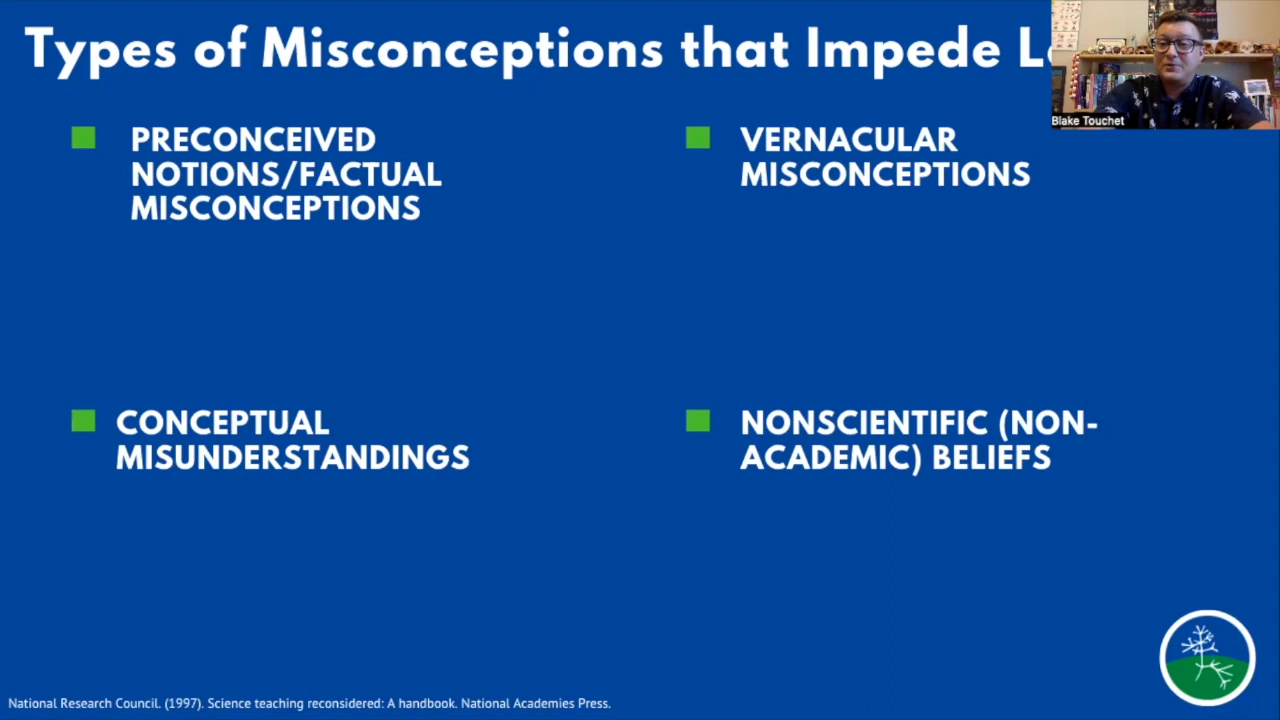 Types of Misconceptions that Impede
Blake Touchet
PRECONCEIVED
NOTIONS/FACTUAL
MISCONCEPTIONS
VERNACULAR
MISCONCEPTIONS
CONCEPTUAL
MISUNDERSTANDINGS
NONSCIENTIFIC (NON-
ACADEMIC) BELIEFS
National Research Council. (1997). Science teaching reconsidered: A handbook. National Academies Press.